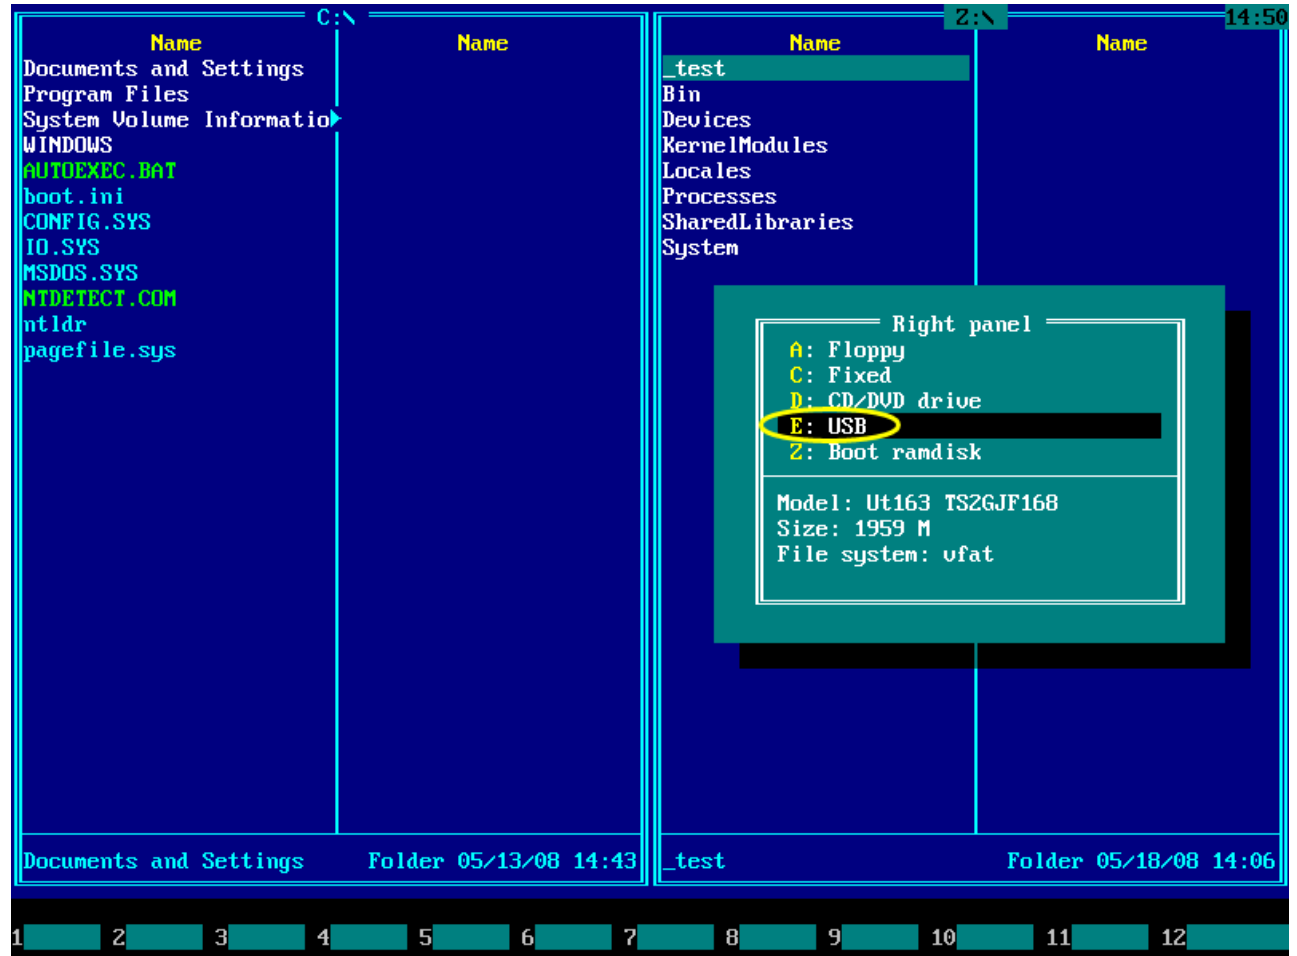 C:\
Name Name
Documents and Settings
Program Files
System Volume Informatio
WINDOWS
AUTOEXEC.BAT
boot.ini
CONFIG.SYS
IO.SYS
MSDOS.SYS
NTDETECT.COM
ntldr
pagefile.sys
Documents and Settings Folder 05/13/08 14:43
Z:\ 14:50
Name Name
_test
Bin
Devices
KernelModules
Locales
Processes
SharedLibraries
System
Right panel
A: Floppy
C: Fixed
D: CD/DVD drive
E: USB
Z: Boot ramdisk
Model: Ut163 TS2GJF168
Size: 1959 M
File system: vfat
_test Folder 05/18/08 14:06
1 2 3 4 5 6 7 8 9 10 11 12